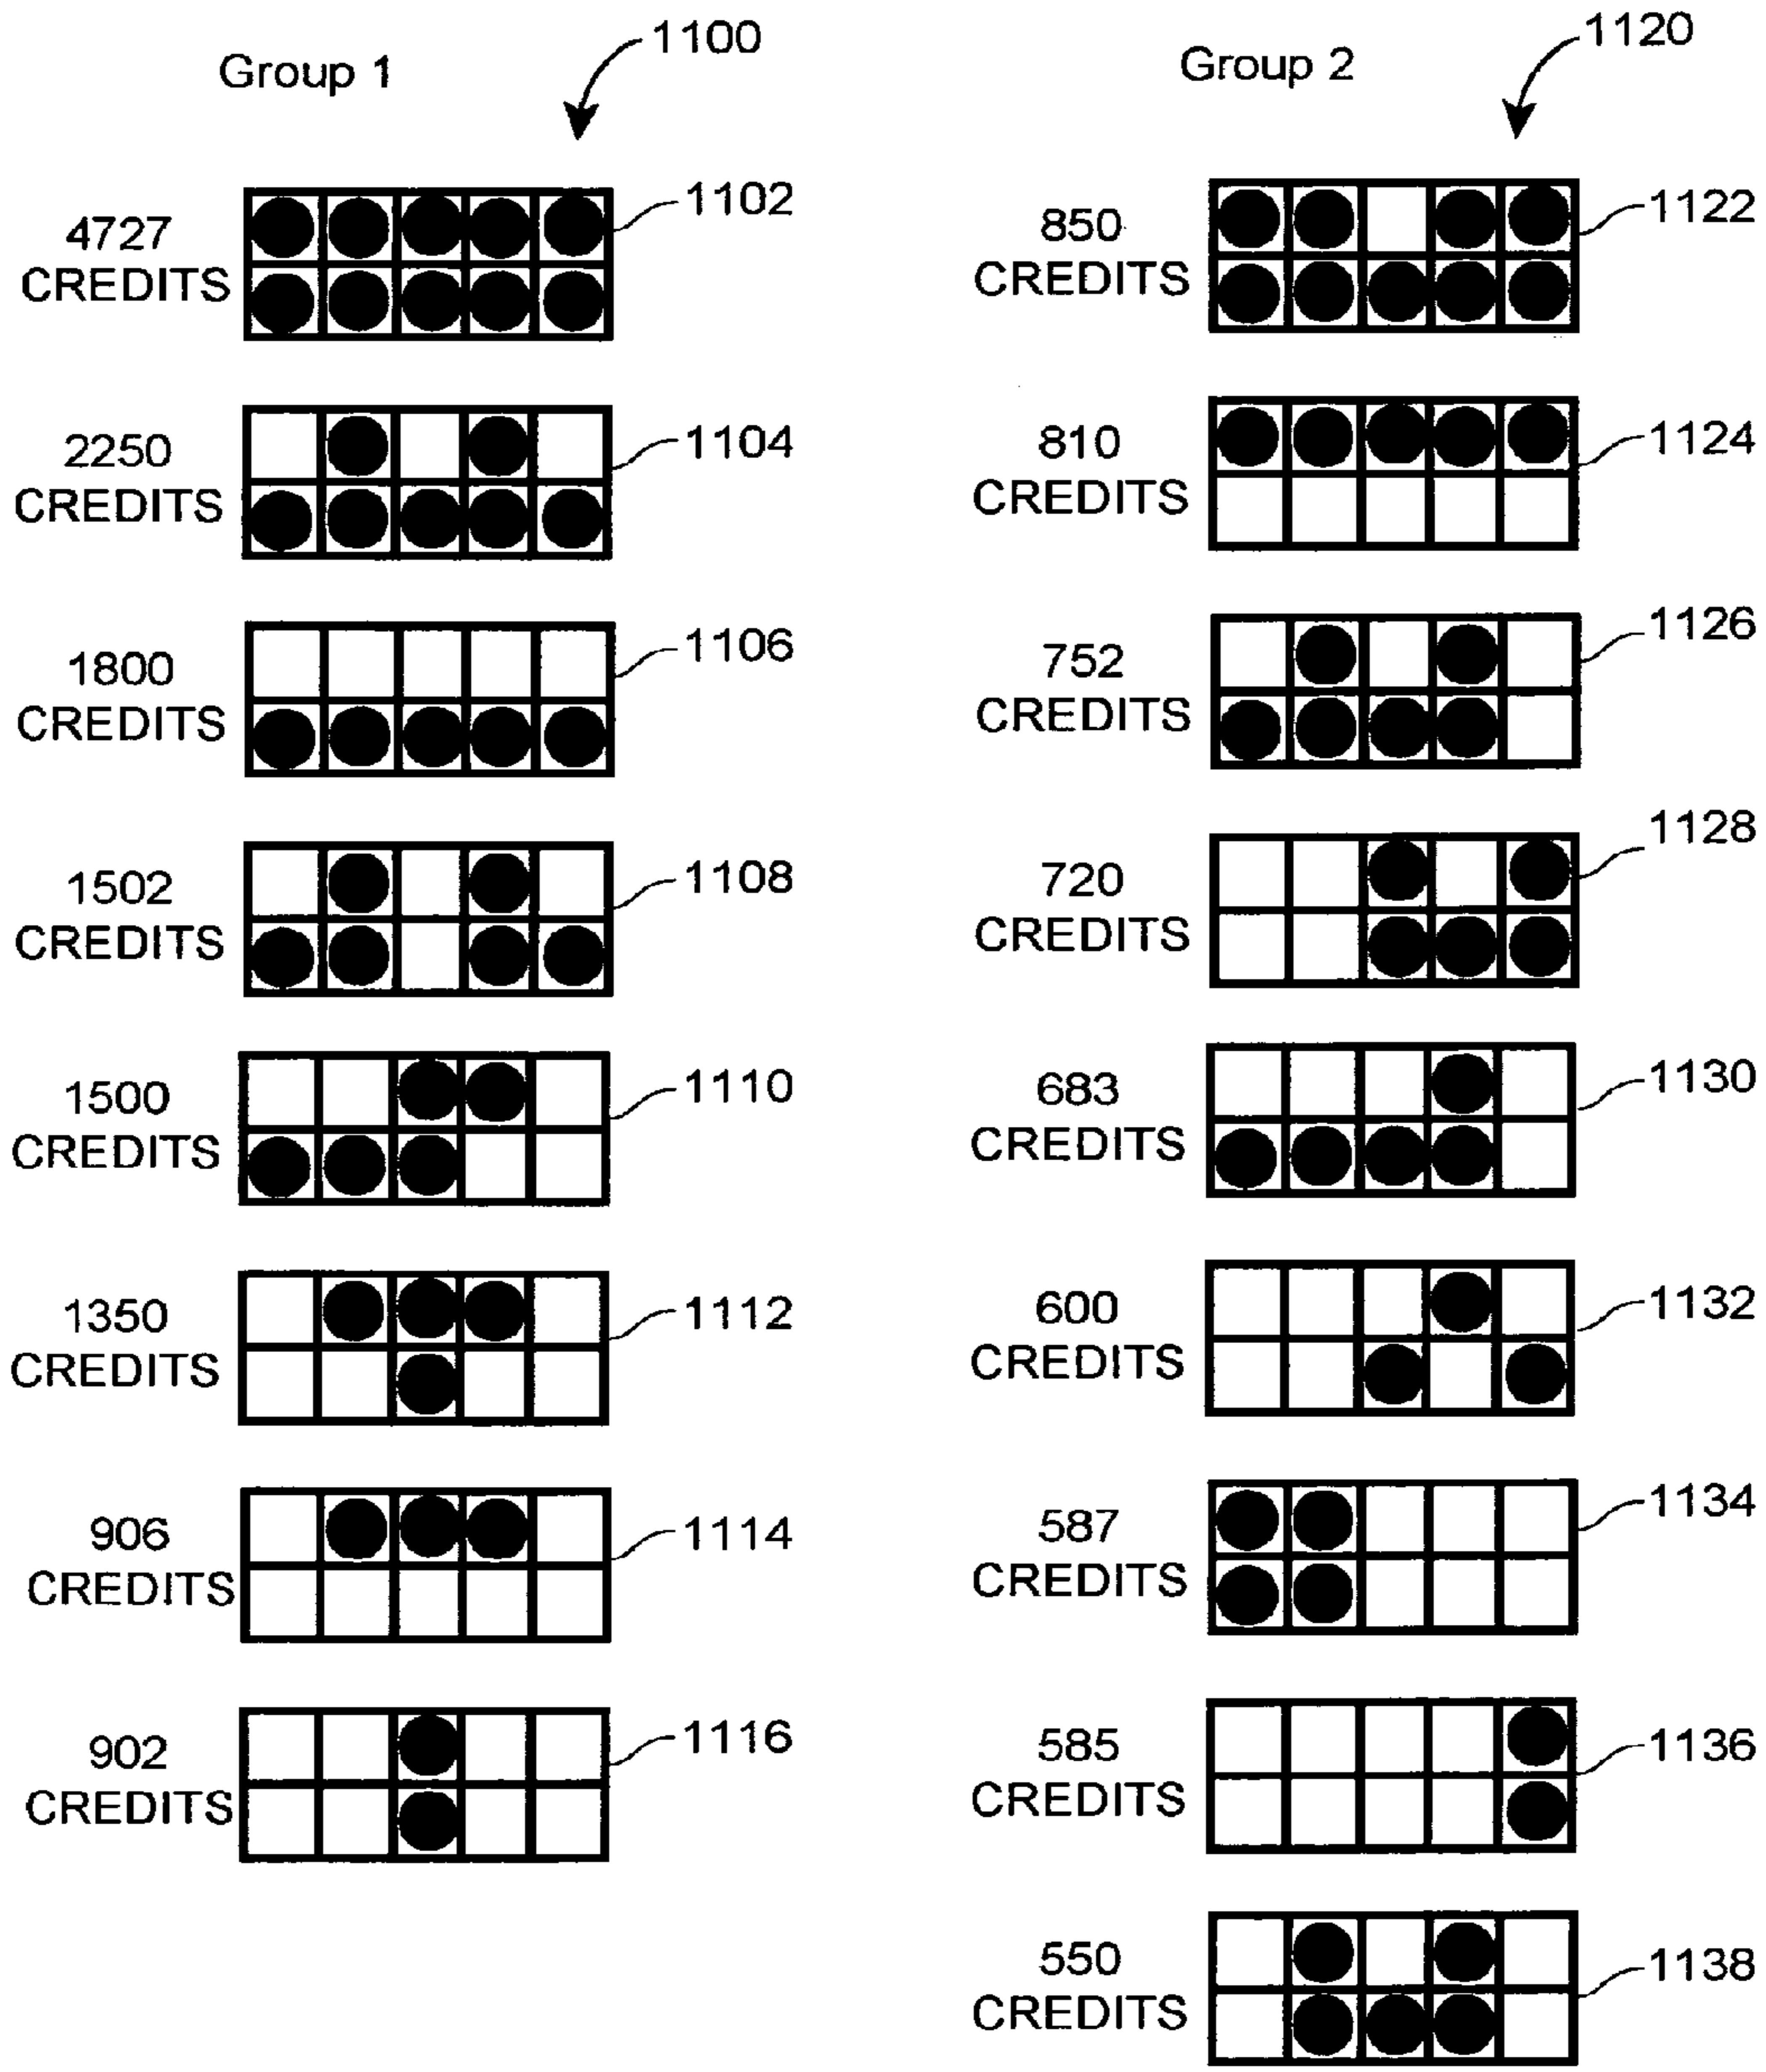 Group 1
1100
4727
CREDITS
1102
2250
CREDITS
1104
1800
CREDITS
1106
1502
CREDITS
1108
1500
CREDITS
1110
1350
CREDITS
1112
906
CREDITS
1114
902
CREDITS
1116
Group 2
1120
850
CREDITS
1122
810
CREDITS
1124
752
CREDITS
1126
720
CREDITS
1128
683
CREDITS
1130
600
CREDITS
1132
587
CREDITS
1134
585
CREDITS
1136
550
CREDITS
1138